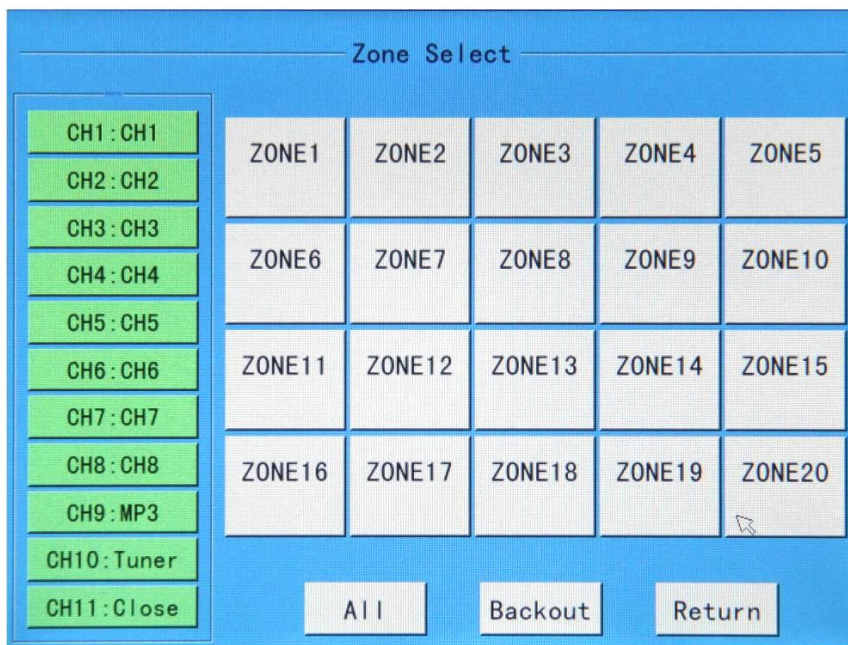 Zone Select
CH1:CH1
CH2:CH2
CH3:CH3
CH4:CH4
CH5:CH5
CH6:CH6
CH7:CH7
CH8:CH8
CH9:MP3
CH10:Tuner
CH11:Close
ZONE1 ZONE2 ZONE3 ZONE4 ZONE5
ZONE6 ZONE7 ZONE8 ZONE9 ZONE10
ZONE11 ZONE12 ZONE13 ZONE14 ZONE15
ZONE16 ZONE17 ZONE18 ZONE19 ZONE20
All Backout Return